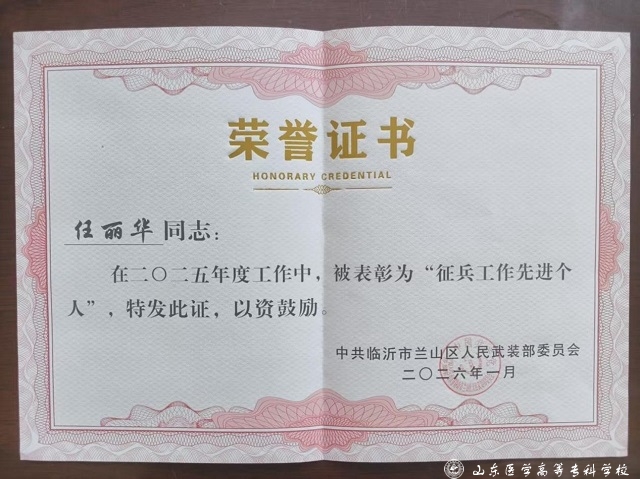 荣誉证书
HONORARY CREDENTIAL
任丽华同志：
在二〇二五年度工作中，被表彰为“征兵工作先进个
人”，特发此证，以资鼓励。
中共临沂市兰山区人民武装部委员会
二〇二六年一月
山东医学高等专科学校